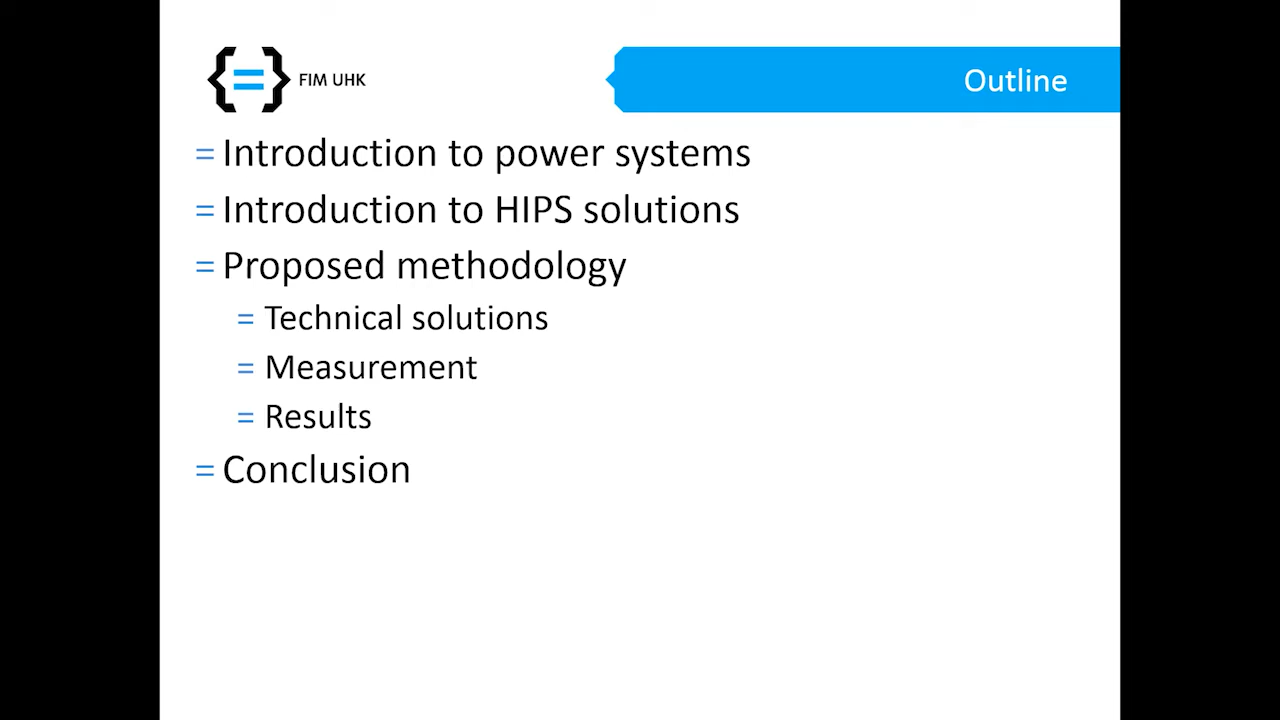 FIM UHK
Outline
= Introduction to power systems
= Introduction to HIPS solutions
= Proposed methodology
= Technical solutions
= Measurement
= Results
= Conclusion